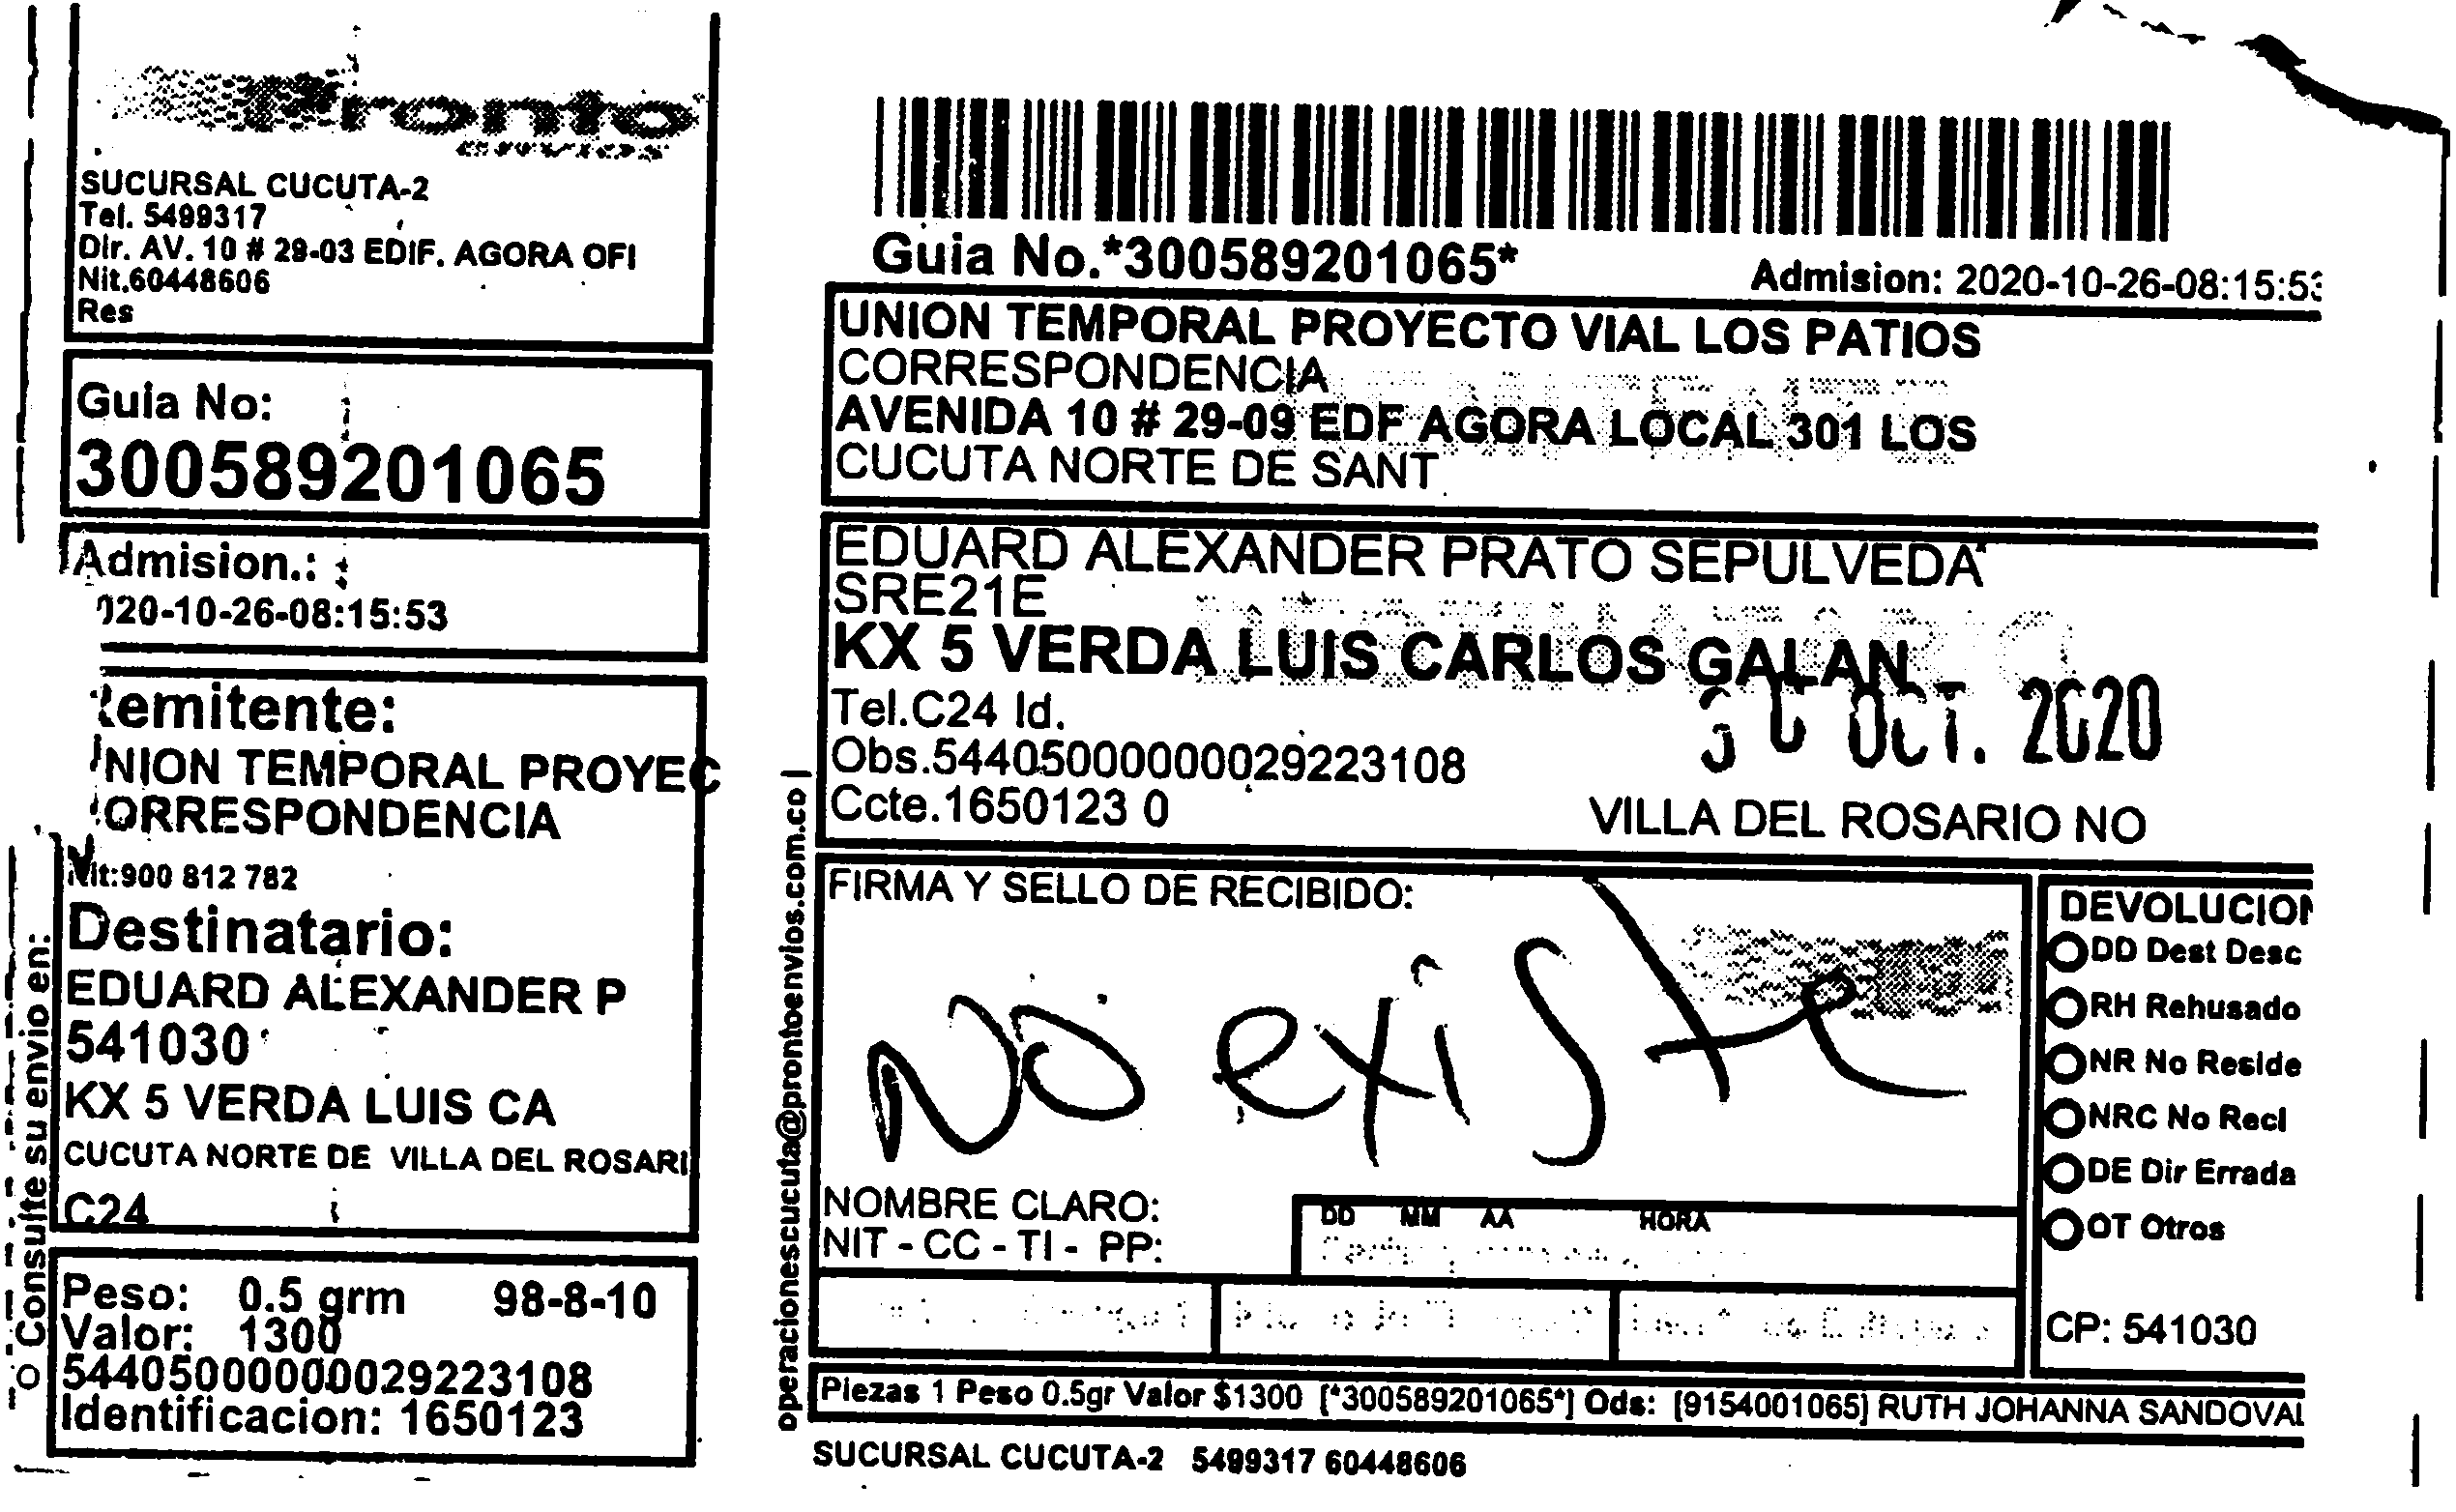 Pronto
SUCURSAL CUCUTA-2
Tel. 5499317
Dir. AV. 10 # 29-03 EDIF. AGORA OFI
Nit.60448606
Res
Guia No:
300589201065
Admision.:
020-10-26-08:15:53
emitente:
NION TEMPORAL PROYEC
ORRESPONDENCIA
Nit:900 812 782
Destinatario:
EDUARD ALEXANDER P
541030
KX 5 VERDA LUIS CA
CUCUTA NORTE DE VILLA DEL ROSARI
C24
Peso: 0.5 grm 98-8-10
Valor: 1300
544050000000029223108
Identificacion: 1650123
o Consulte su envio en:
operacionescucuta@prontoenvios.com.co |
Guia No.*300589201065*
Admision: 2020-10-26-08:15:53
UNION TEMPORAL PROYECTO VIAL LOS PATIOS
CORRESPONDENCIA
AVENIDA 10 # 29-09 EDF AGORA LOCAL 301 LOS
CUCUTA NORTE DE SANT
EDUARD ALEXANDER PRATO SEPULVEDA
SRE21E
DESTINATARIO
KX 5 VERDA LUIS CARLOS GALAN
Tel.C24 Id.
30 OCT. 2020
Obs.544050000000029223108
Ccte.1650123 0
VILLA DEL ROSARIO NO
FIRMA Y SELLO DE RECIBIDO:
No existe
NOMBRE CLARO:
NIT - CC - TI - PP:
DD MM AA HORA
DEVOLUCION
DD Dest Desc
RH Rehusado
NR No Reside
NRC No Recl
DE Dir Errada
OT Otros
CP: 541030
Piezas 1 Peso 0.5gr Valor $1300 [*300589201065*] Ods: [9154001065] RUTH JOHANNA SANDOVAL
SUCURSAL CUCUTA-2 5499317 60448606